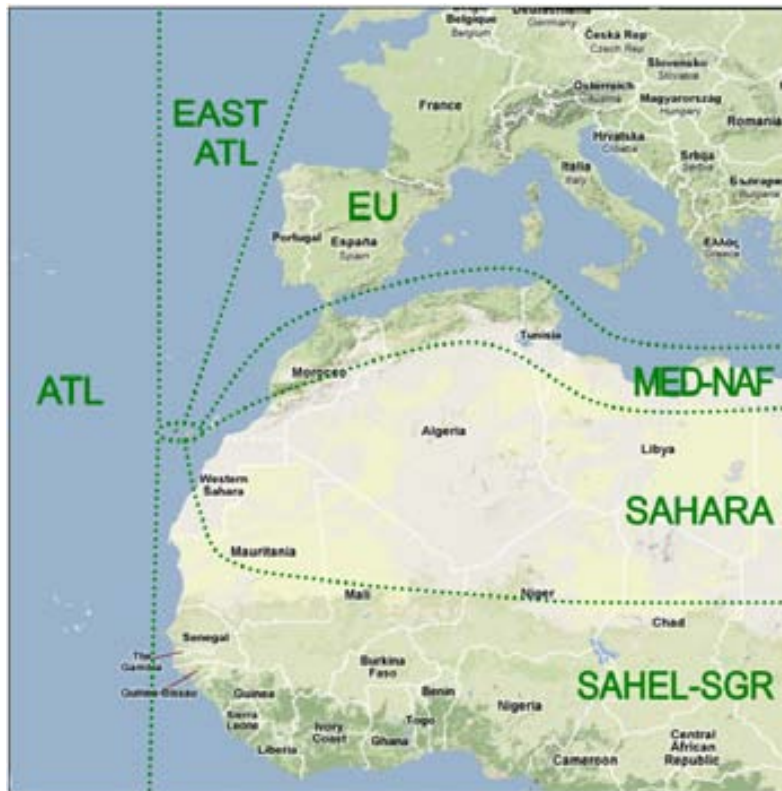 België
Belgique
Belgium
Deutschland
Germany
Česká Rep
Czech Rep
Slovensko
Slovakia
EAST
ATL
France
Österreich
Austria
Magyarország
Hungary
Romania
Hrvatska
Croatia
Srbija
Serbia
Italia
Italy
EU
Portugal
España
Spain
Ελλάς
Greece
Tunisia
Morocco
ATL
MED-NAF
Algeria
Libya
Western
Sahara
SAHARA
Mauritania
Mali
Niger
Chad
Senegal
The
Gambia
Guinea-Bissau
Burkina
Faso
SAHEL-SGR
Guinea
Benin
Nigeria
Sierra
Leone
Ivory
Coast
Togo
Ghana
Liberia
Cameroon
Central
African
Republic